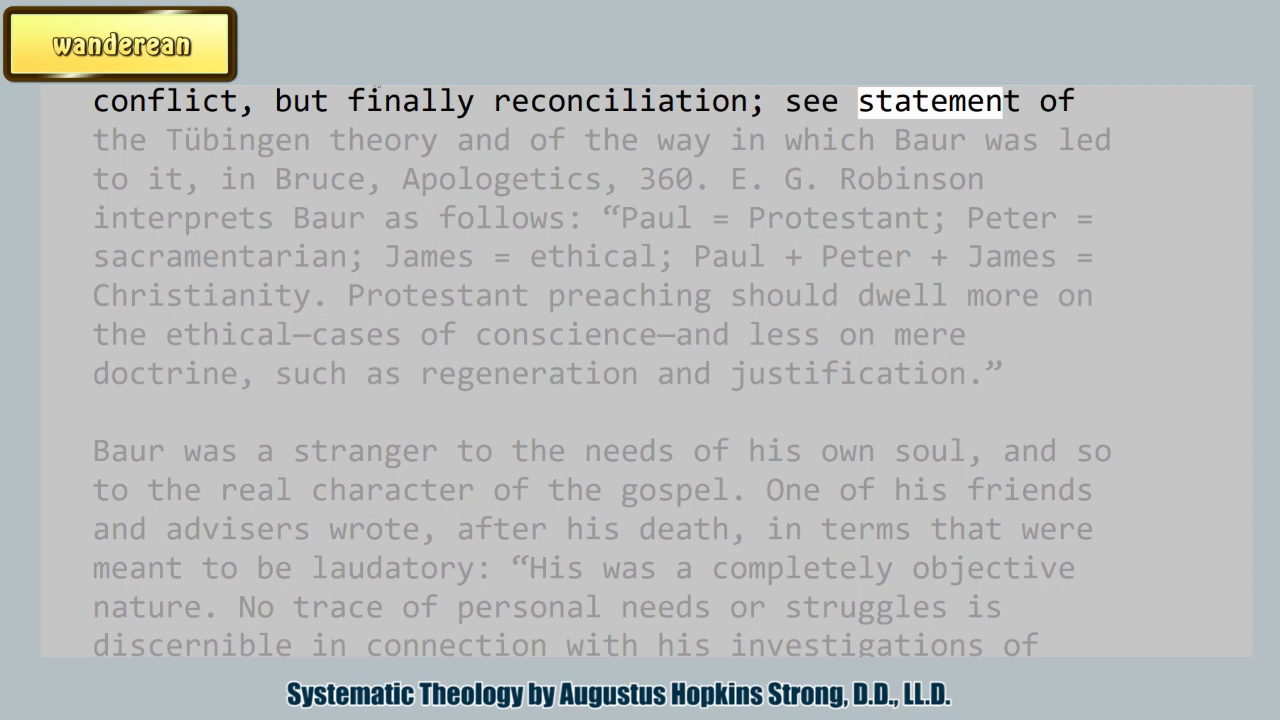 wanderean
conflict, but finally reconciliation; see statement of
the Tübingen theory and of the way in which Baur was led
to it, in Bruce, Apologetics, 360. E. G. Robinson
interprets Baur as follows: “Paul = Protestant; Peter =
sacramentarian; James = ethical; Paul + Peter + James =
Christianity. Protestant preaching should dwell more on
the ethical—cases of conscience—and less on mere
doctrine, such as regeneration and justification.”
Baur was a stranger to the needs of his own soul, and so
to the real character of the gospel. One of his friends
and advisers wrote, after his death, in terms that were
meant to be laudatory: “His was a completely objective
nature. No trace of personal needs or struggles is
discernible in connection with his investigations of
Systematic Theology by Augustus Hopkins Strong, D.D., LL.D.